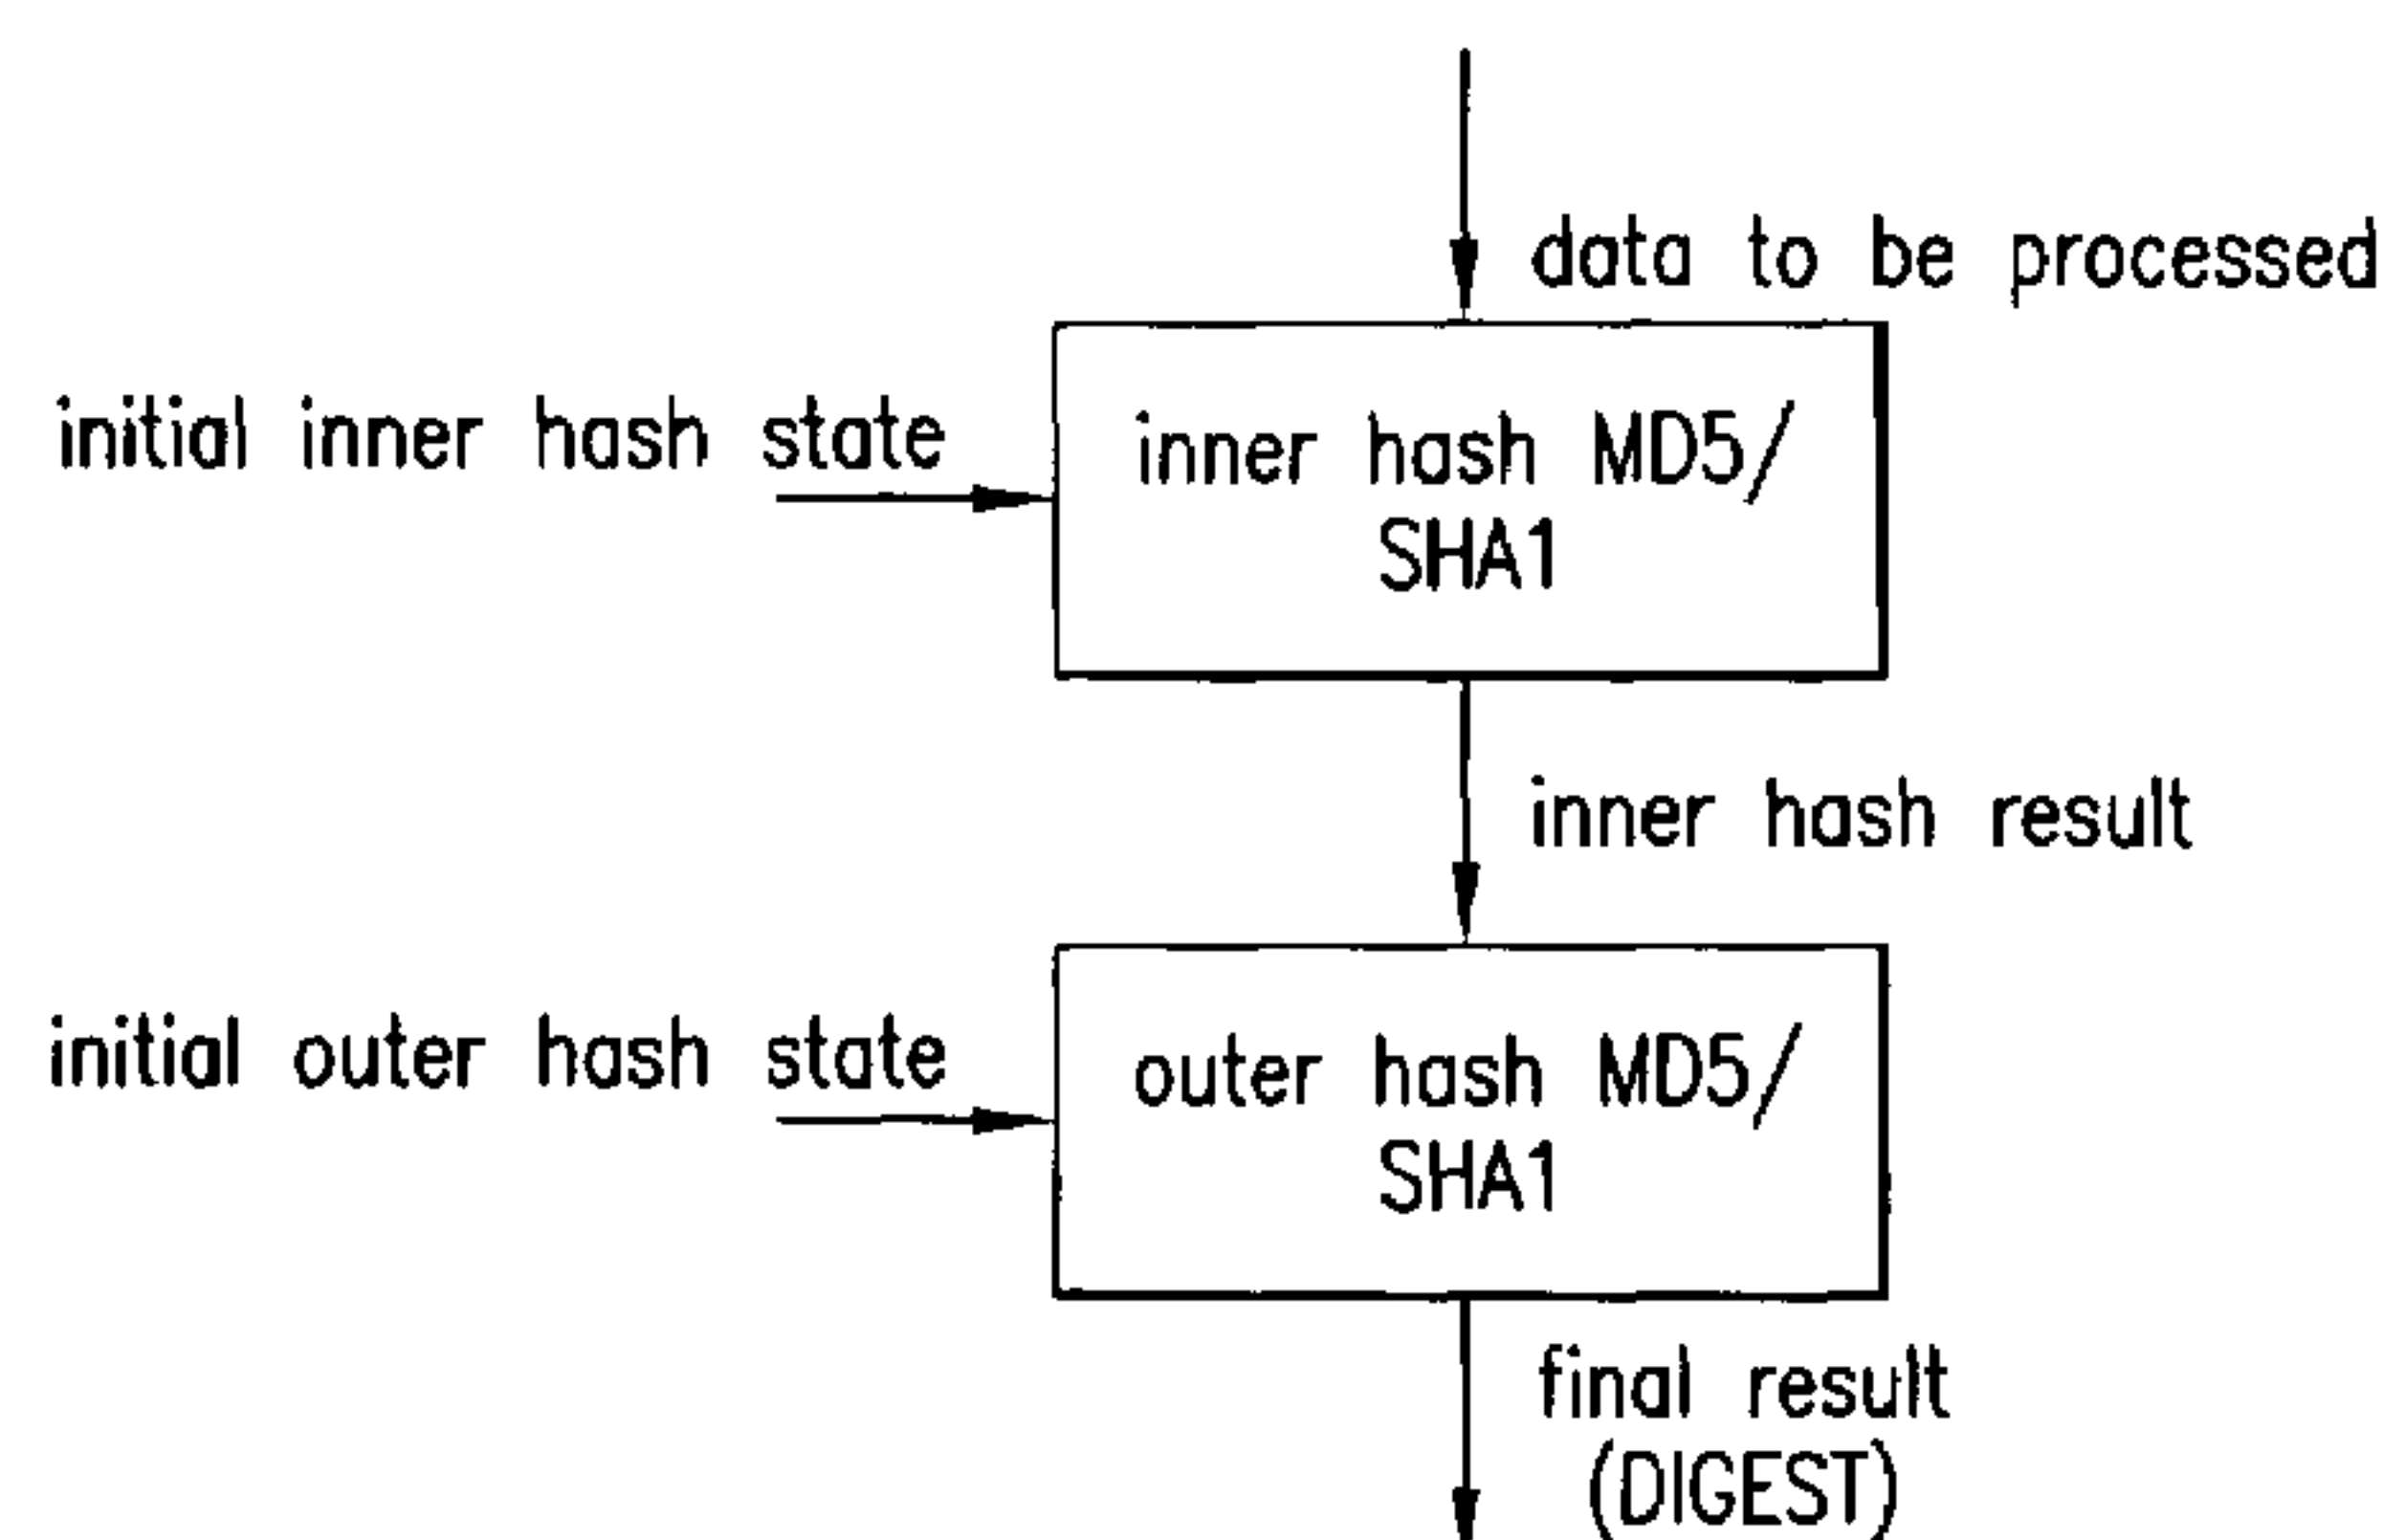 data to be processed
initial inner hash state
inner hash MD5/
SHA1
inner hash result
initial outer hash state
outer hash MD5/
SHA1
final result
(DIGEST)